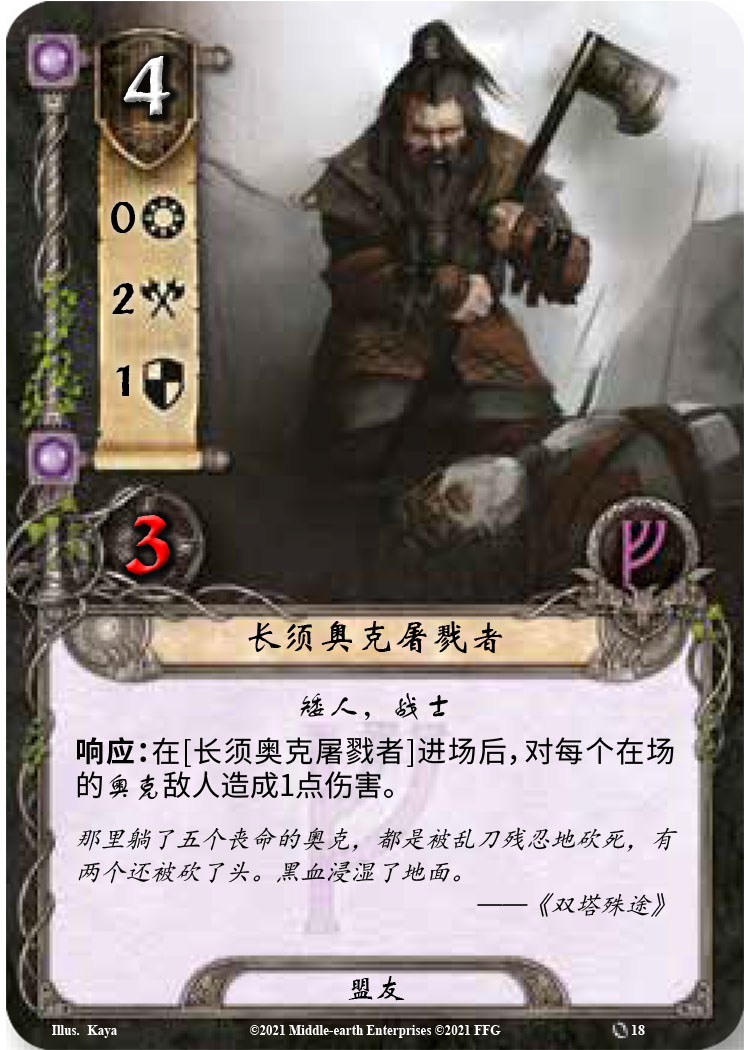 4
0
2
1
3
长须奥克屠戮者
矮人，战士
响应：在[长须奥克屠戮者]进场后，对每个在场
的奥克敌人造成1点伤害。
那里躺了五个丧命的奥克，都是被乱刀残忍地砍死，有
两个还被砍了头。黑血浸湿了地面。
——《双塔殊途》
盟友
Illus. Kaya ©2021 Middle-earth Enterprises ©2021 FFG 18